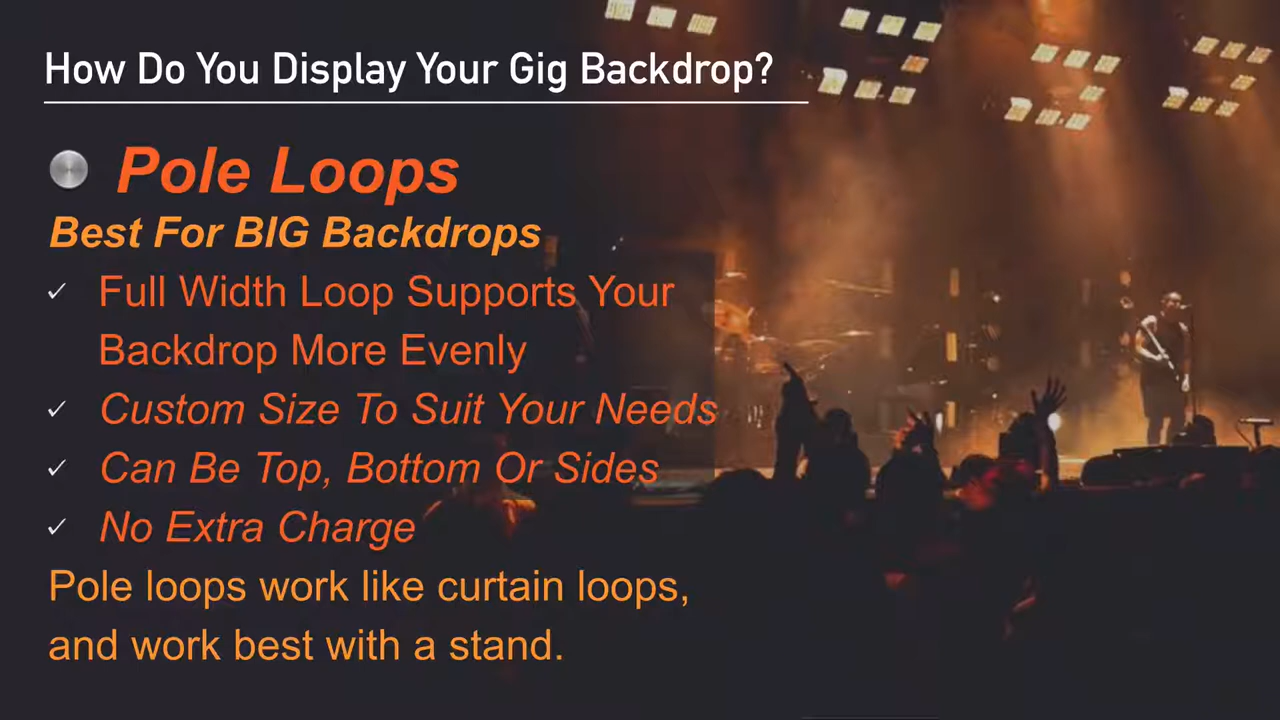 How Do You Display Your Gig Backdrop?
Pole Loops
Best For BIG Backdrops
Full Width Loop Supports Your
Backdrop More Evenly
Custom Size To Suit Your Needs
Can Be Top, Bottom Or Sides
No Extra Charge
Pole loops work like curtain loops,
and work best with a stand.